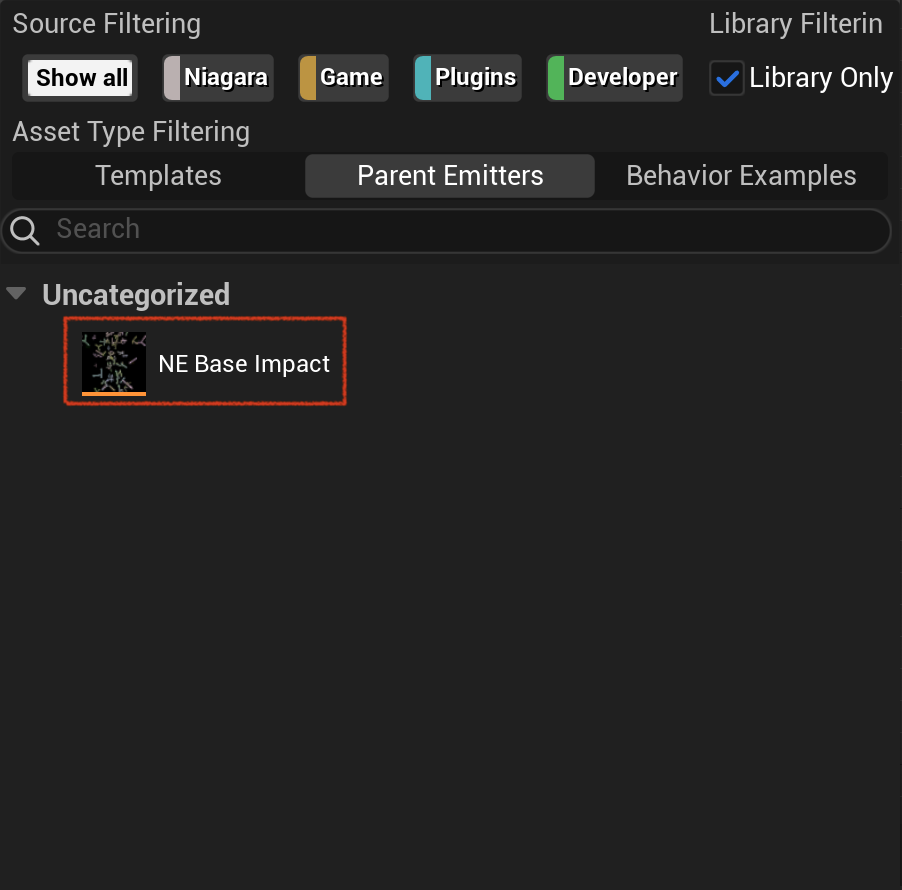 Source Filtering Library Filterin
Show all Niagara Game Plugins Developer Library Only
Asset Type Filtering
Templates Parent Emitters Behavior Examples
Search
Uncategorized
NE Base Impact